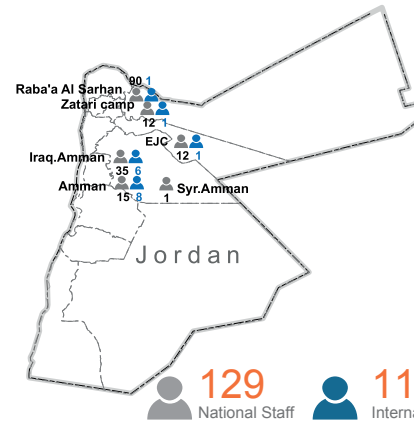 90 1
Raba'a Al Sarhan
Zatari camp
12 1
EJC
12 1
Iraq.Amman
35 6
Amman
15 8
Syr.Amman
1
Jordan
129
National Staff
11
Interna